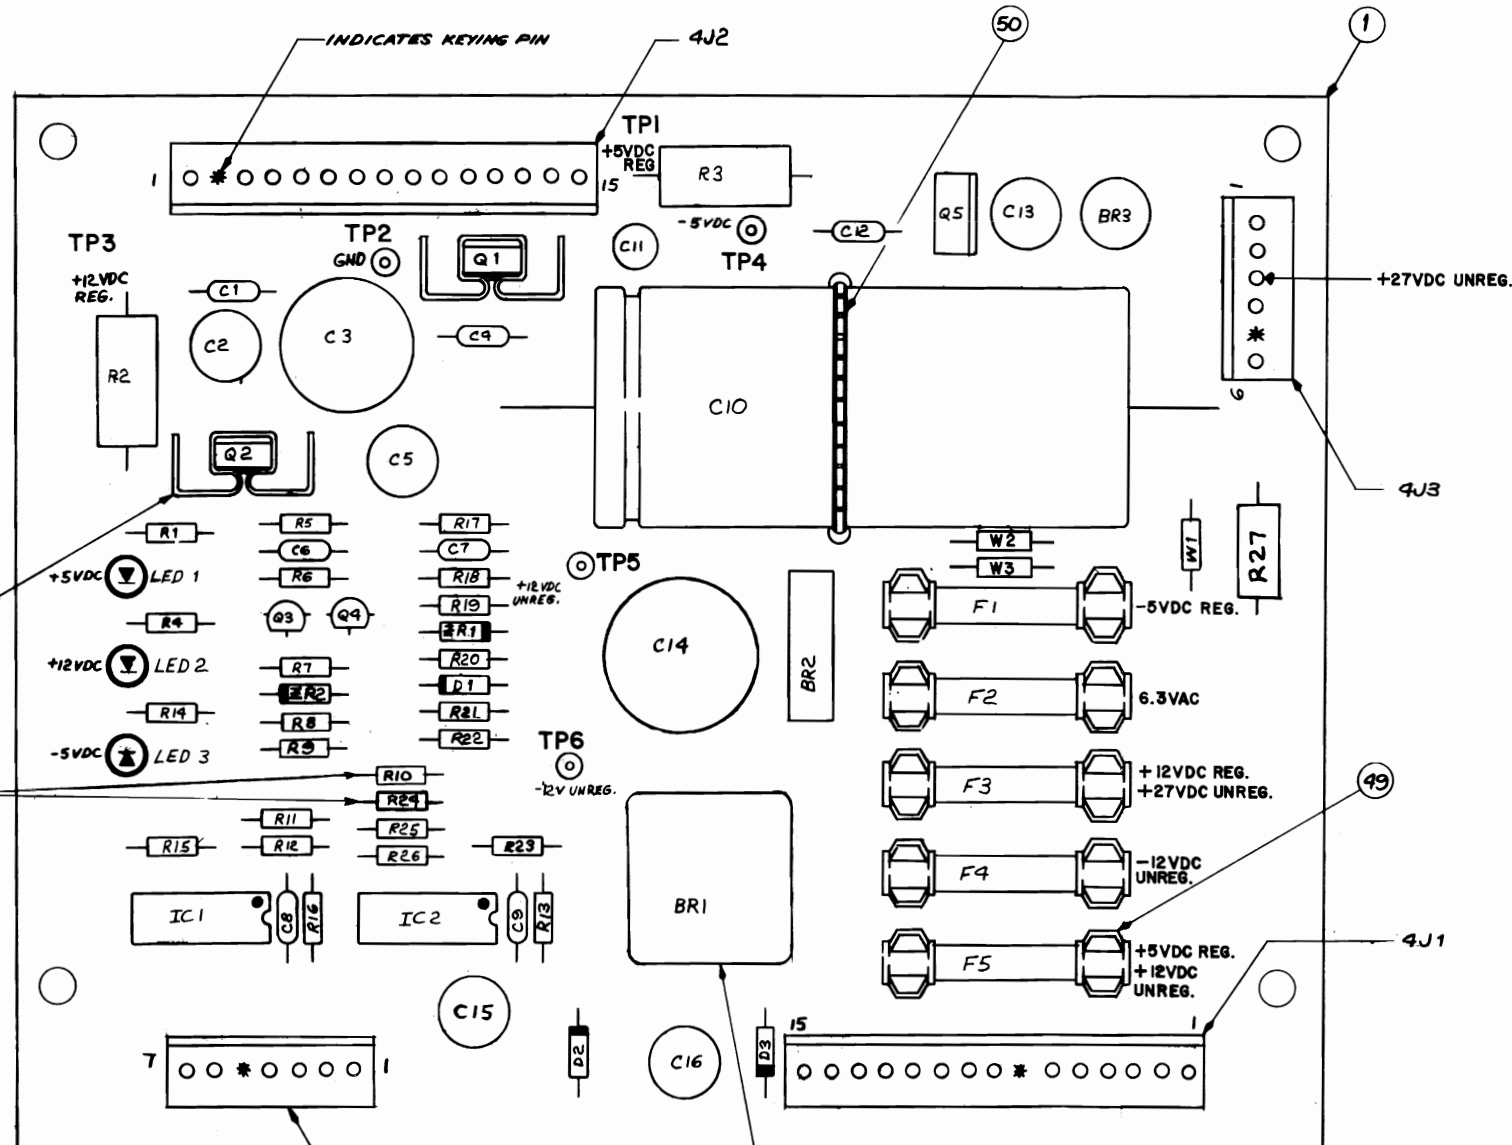 50
1
INDICATES KEYING PIN
4J2
TP1
+5VDC
REG
1
15
R3
-5VDC
TP4
C12
Q5
C13
BR3
1
TP3
+12VDC
REG.
TP2
GND
Q1
C11
C1
C2
C3
C4
+27VDC UNREG.
R2
C10
6
Q2
C5
4J3
R1
R5
R17
C6
C7
W2
W3
W1
R27
+5VDC
LED 1
R6
R18
TP5
+12VDC
UNREG.
R19
F1
-5VDC REG.
R4
Q3
Q4
ZR1
C14
BR2
+12VDC
LED 2
R7
R20
ZR2
D1
F2
6.3VAC
R14
R8
R21
R9
R22
-5VDC
LED 3
TP6
-12V UNREG.
R10
R24
F3
+12VDC REG.
+27VDC UNREG.
49
R11
R25
R15
R12
R26
R23
F4
-12VDC
UNREG.
IC1
C8
R16
IC2
C9
R13
BR1
F5
+5VDC REG.
+12VDC
UNREG.
4J1
C15
7
1
D2
C16
D3
15
1